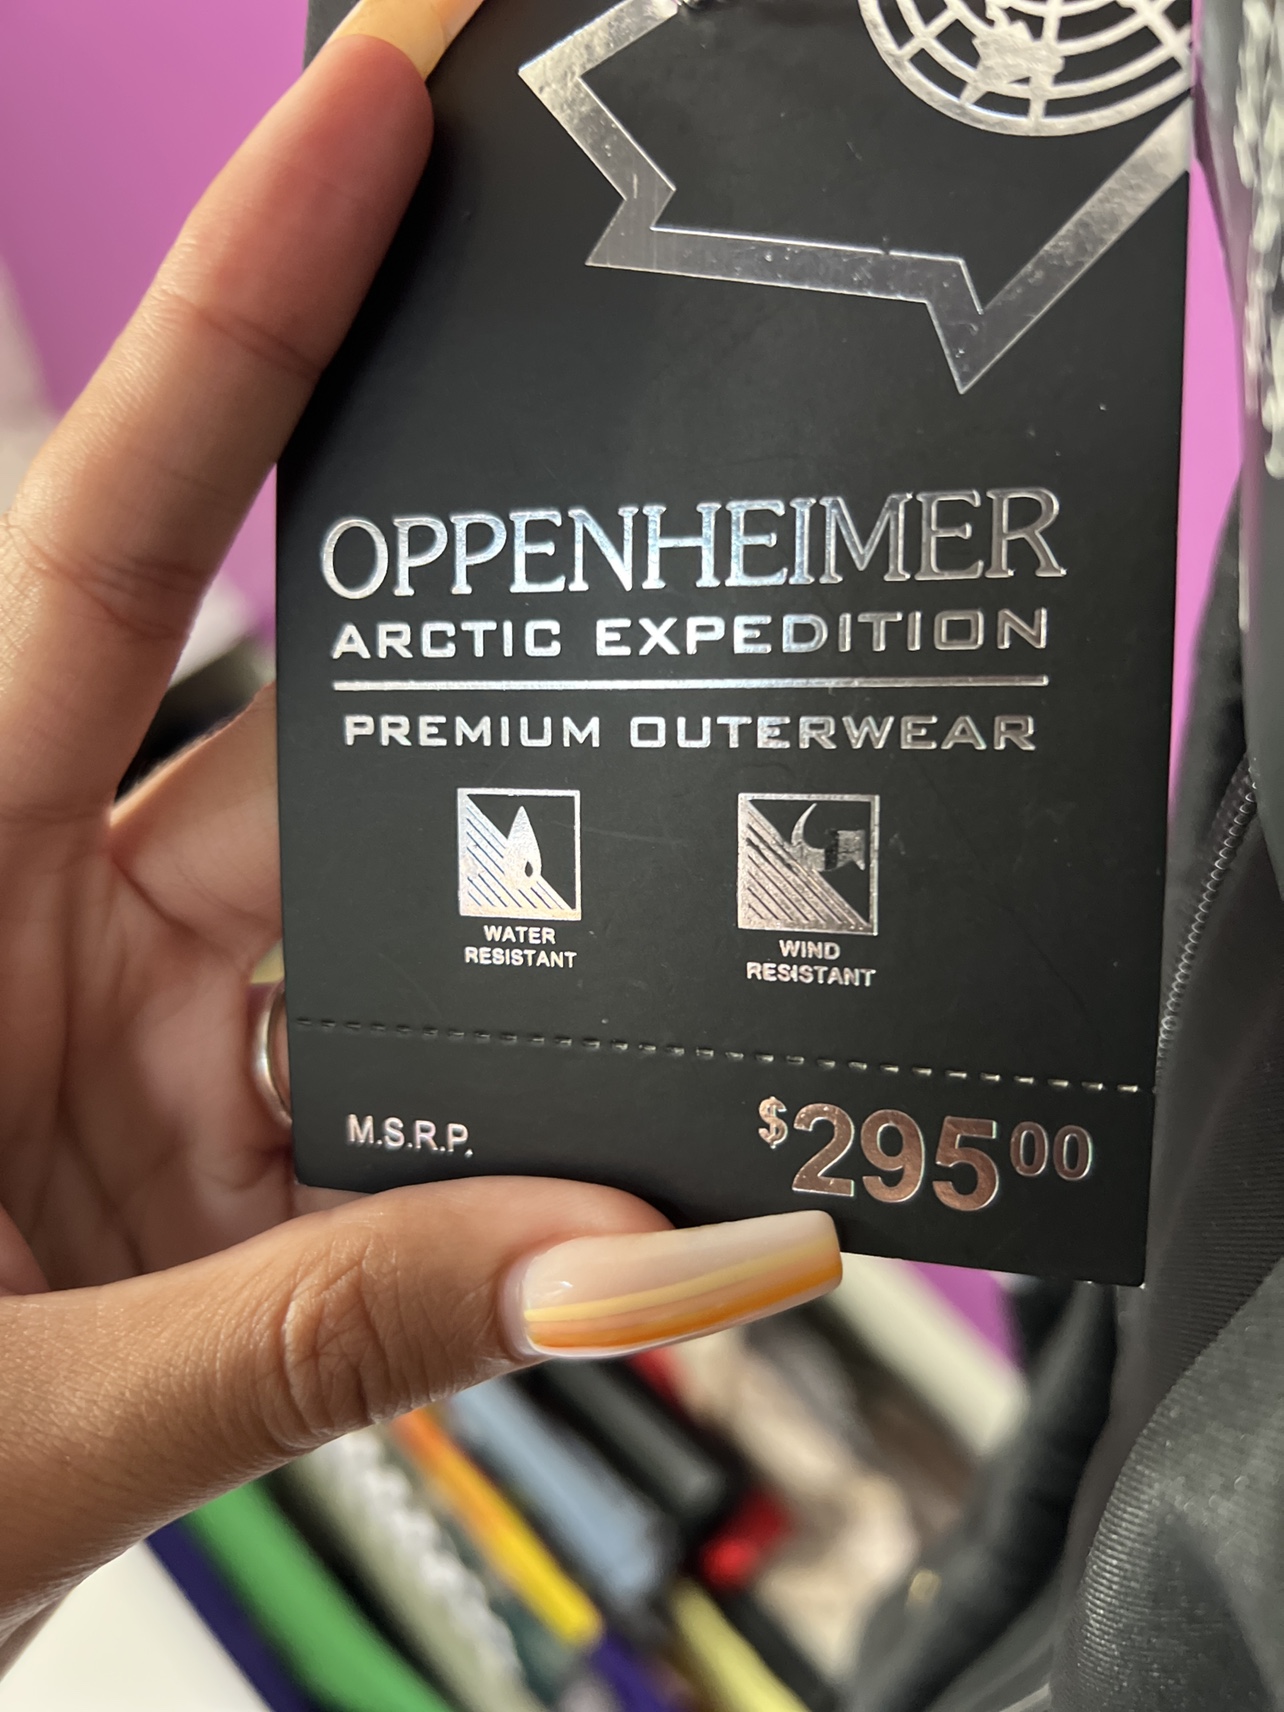 OPPENHEIMER
ARCTIC EXPEDITION
PREMIUM OUTERWEAR
WATER
RESISTANT
WIND
RESISTANT
M.S.R.P. $295 00